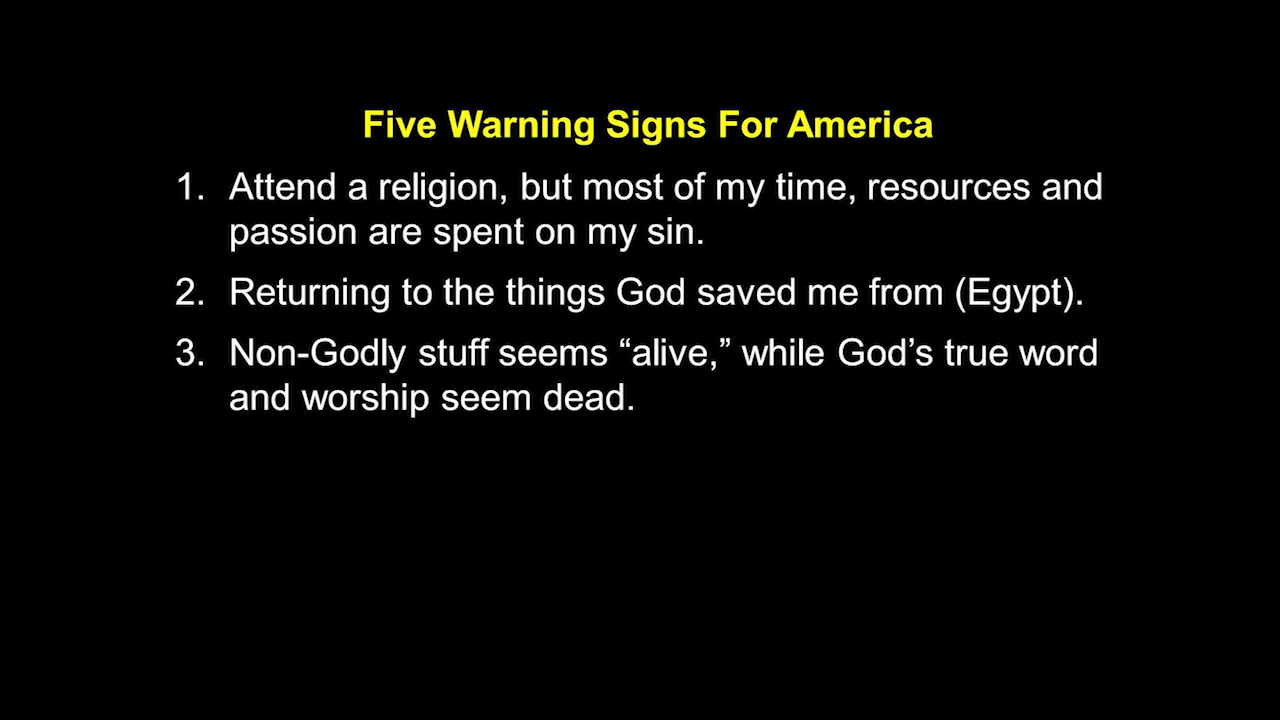 Five Warning Signs For America
1. Attend a religion, but most of my time, resources and
passion are spent on my sin.
2. Returning to the things God saved me from (Egypt).
3. Non-Godly stuff seems “alive,” while God’s true word
and worship seem dead.